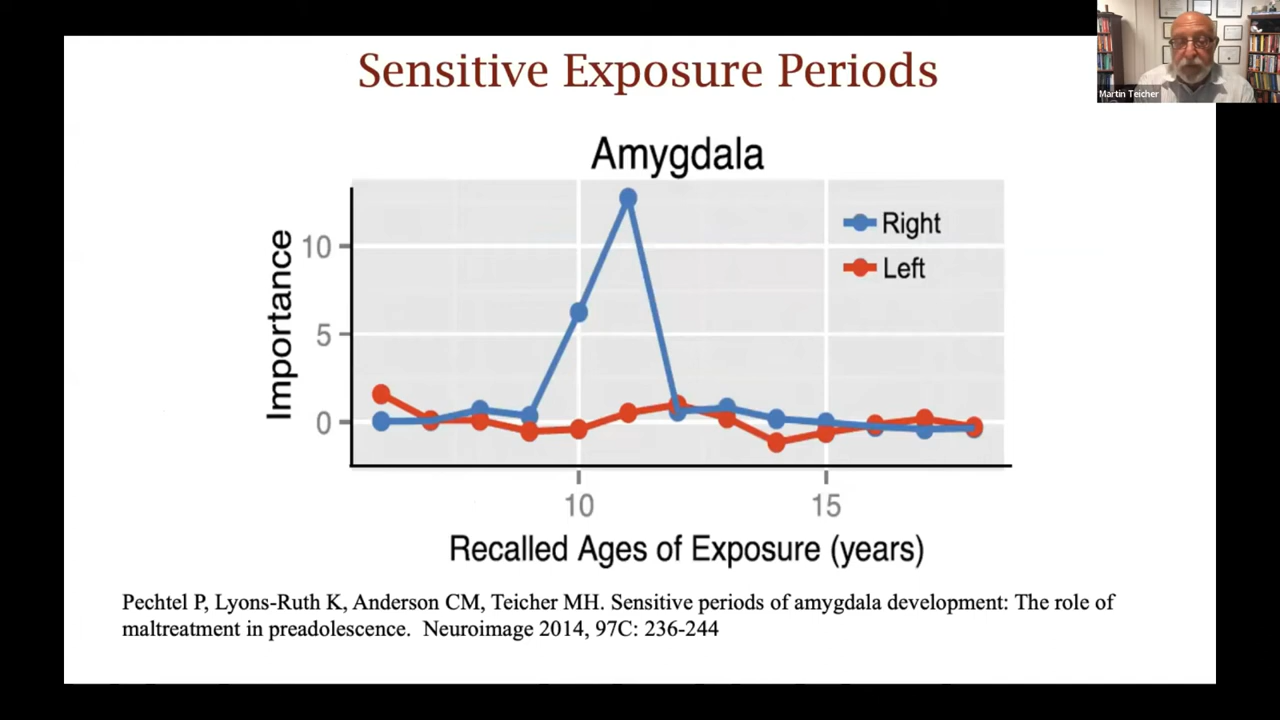 Sensitive Exposure Periods
Martin Teicher
Amygdala
Importance
10
5
0
Right
Left
10
15
Recalled Ages of Exposure (years)
Pechtel P, Lyons-Ruth K, Anderson CM, Teicher MH. Sensitive periods of amygdala development: The role of
maltreatment in preadolescence.  Neuroimage 2014, 97C: 236-244